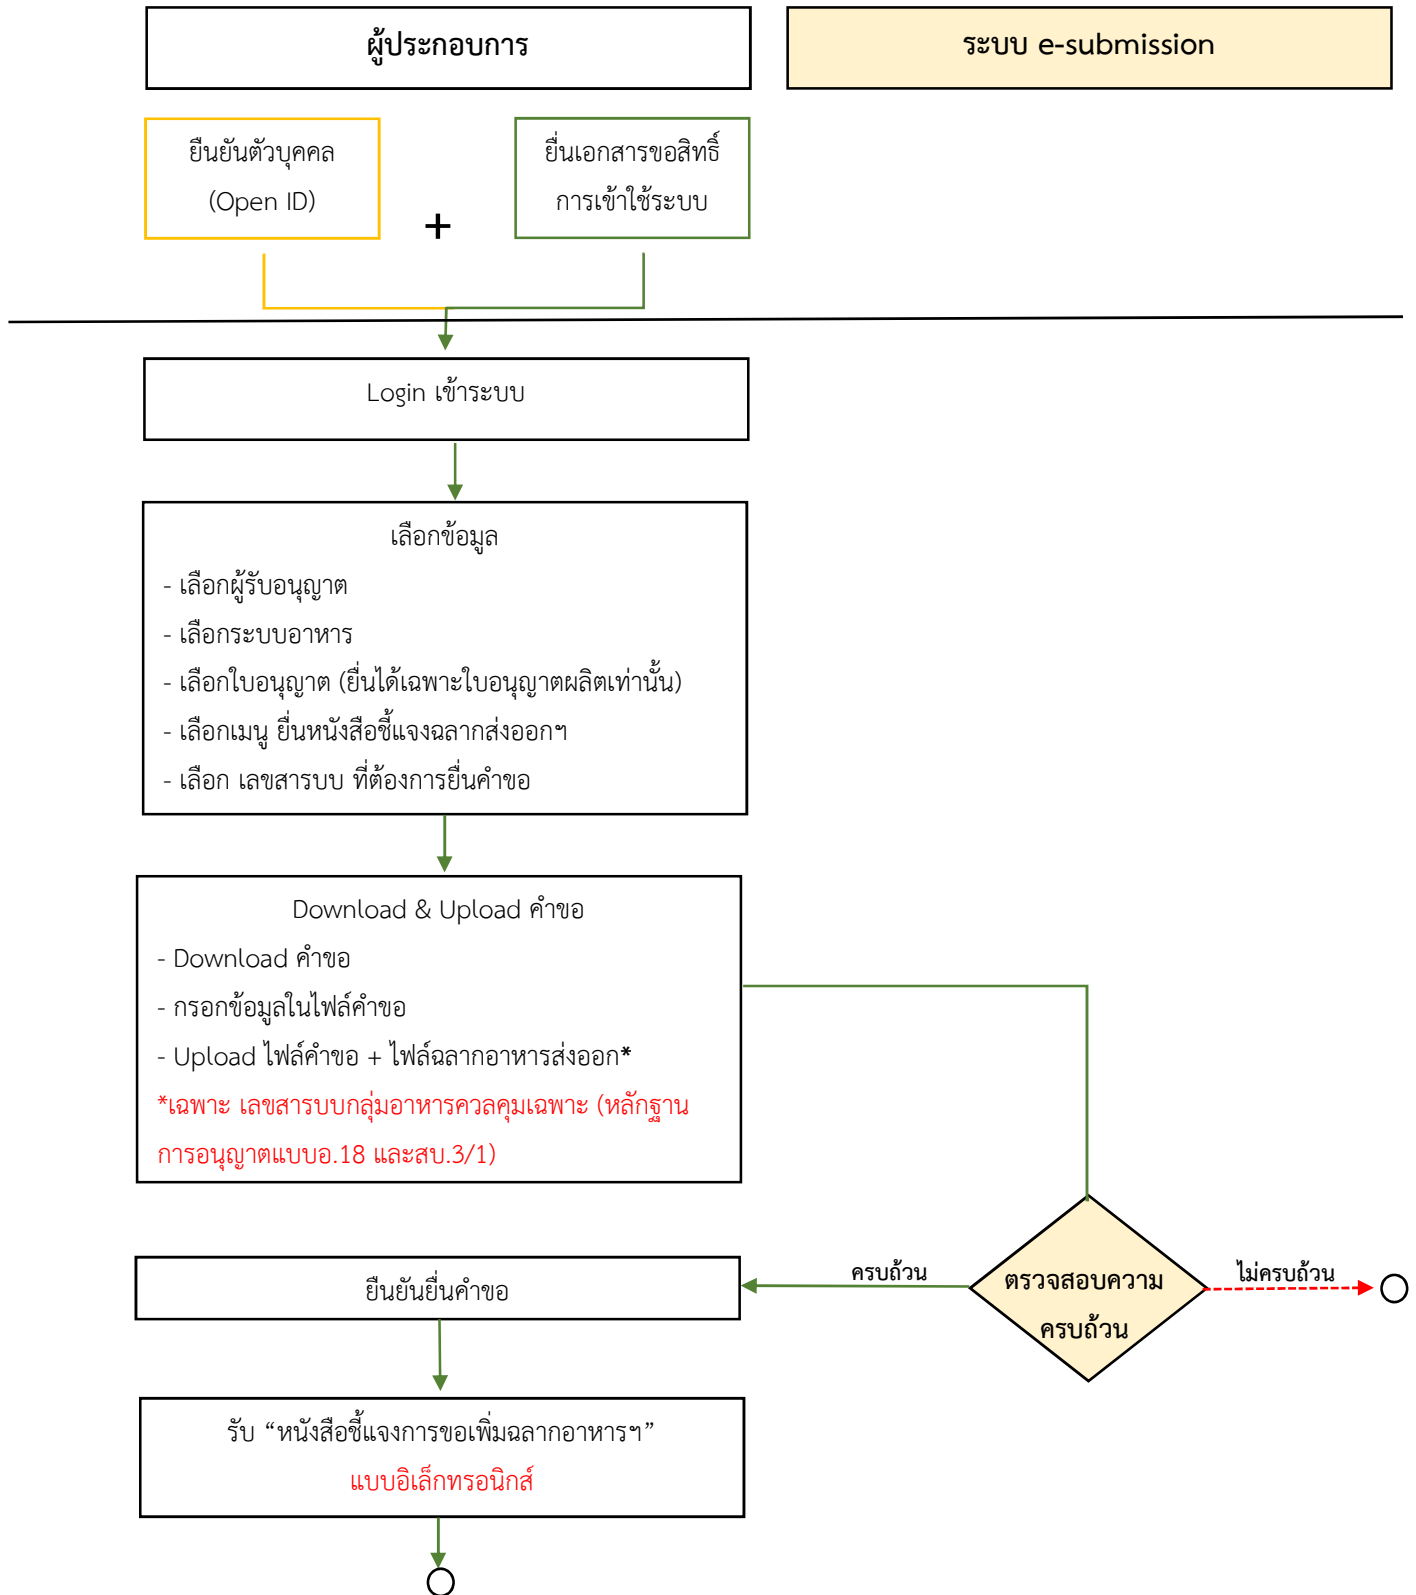 ผู้ประกอบการ
ระบบ e-submission
ยืนยันตัวบุคคล
(Open ID)
+
ยื่นเอกสารขอสิทธิ์
การเข้าใช้ระบบ
Login เข้าระบบ
เลือกข้อมูล
- เลือกผู้รับอนุญาต
- เลือกระบบอาหาร
- เลือกใบอนุญาต (ยื่นได้เฉพาะใบอนุญาตผลิตเท่านั้น)
- เลือกเมนู ยื่นหนังสือชี้แจงฉลากส่งออกฯ
- เลือก เลขสารบบ ที่ต้องการยื่นคำขอ
Download & Upload คำขอ
- Download คำขอ
- กรอกข้อมูลในไฟล์คำขอ
- Upload ไฟล์คำขอ + ไฟล์ฉลากอาหารส่งออก*
*เฉพาะ เลขสารบบกลุ่มอาหารควลคุมเฉพาะ (หลักฐาน
การอนุญาตแบบอ.18 และสบ.3/1)
ครบถ้วน
ตรวจสอบความ
ครบถ้วน
ไม่ครบถ้วน
ยืนยันยื่นคำขอ
รับ “หนังสือชี้แจงการขอเพิ่มฉลากอาหารฯ”
แบบอิเล็กทรอนิกส์